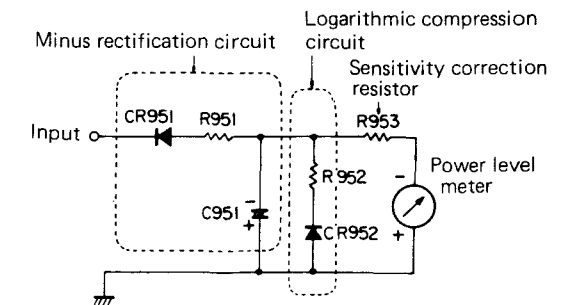 Logarithmic compression
circuit
Minus rectification circuit
Sensitivity correction
resistor
CR951
R951
R953
Input
R952
Power level
meter
-
+
C951
-
+
CR952